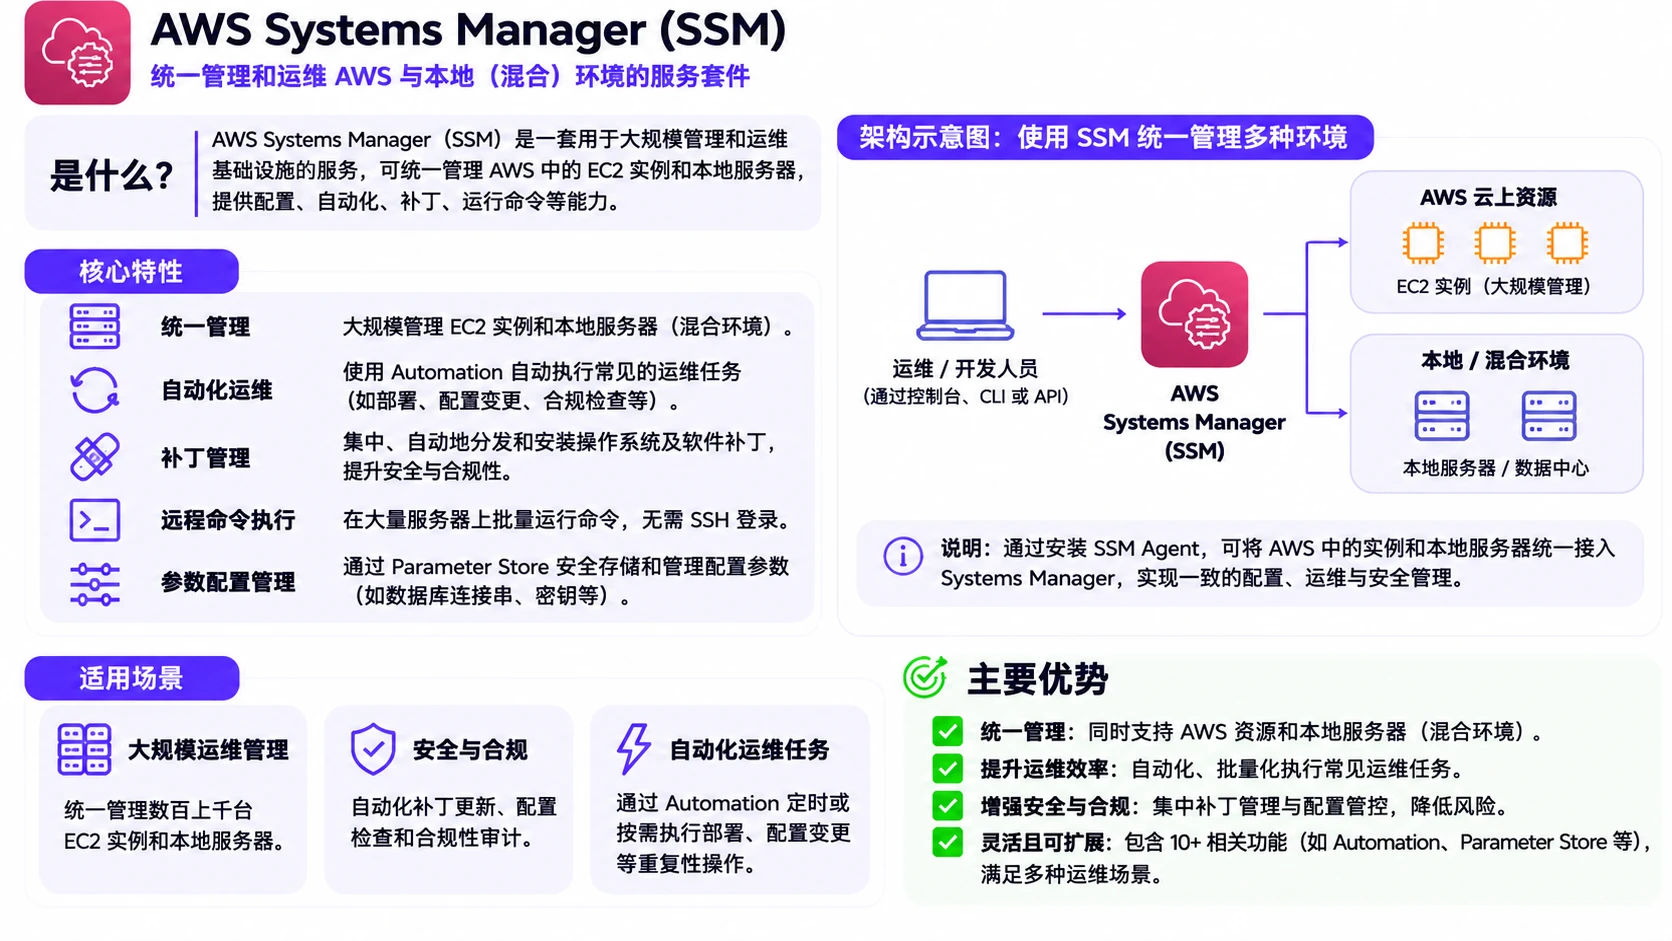 AWS Systems Manager (SSM)
统一管理和运维 AWS 与本地（混合）环境的服务套件
是什么？
AWS Systems Manager（SSM）是一套用于大规模管理和运维
基础设施的服务，可统一管理 AWS 中的 EC2 实例和本地服务器，
提供配置、自动化、补丁、运行命令等能力。
核心特性
统一管理
大规模管理 EC2 实例和本地服务器（混合环境）。
自动化运维
使用 Automation 自动执行常见的运维任务
（如部署、配置变更、合规检查等）。
补丁管理
集中、自动地分发和安装操作系统及软件补丁，
提升安全与合规性。
远程命令执行
在大量服务器上批量运行命令，无需 SSH 登录。
参数配置管理
通过 Parameter Store 安全存储和管理配置参数
（如数据库连接串、密钥等）。
架构示意图：使用 SSM 统一管理多种环境
运维 / 开发人员
（通过控制台、CLI 或 API）
AWS
Systems Manager
(SSM)
AWS 云上资源
EC2 实例（大规模管理）
本地 / 混合环境
本地服务器 / 数据中心
说明：通过安装 SSM Agent，可将 AWS 中的实例和本地服务器统一接入
Systems Manager，实现一致的配置、运维与安全管理。
适用场景
大规模运维管理
统一管理数百上千台
EC2 实例和本地服务器。
安全与合规
自动化补丁更新、配置
检查和合规性审计。
自动化运维任务
通过 Automation 定时或
按需执行部署、配置变更
等重复性操作。
主要优势
统一管理：同时支持 AWS 资源和本地服务器（混合环境）。
提升运维效率：自动化、批量化执行常见运维任务。
增强安全与合规：集中补丁管理与配置管控，降低风险。
灵活且可扩展：包含 10+ 相关功能（如 Automation、Parameter Store 等），
满足多种运维场景。